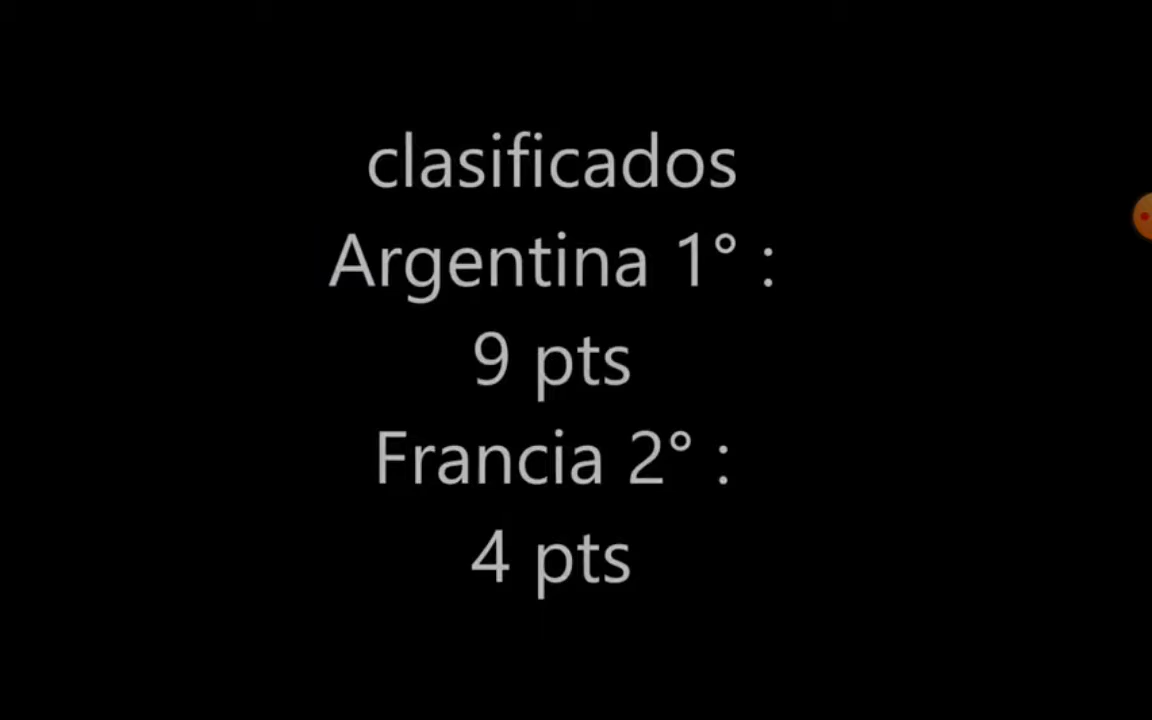 clasificados
Argentina 1° :
9 pts
Francia 2° :
4 pts